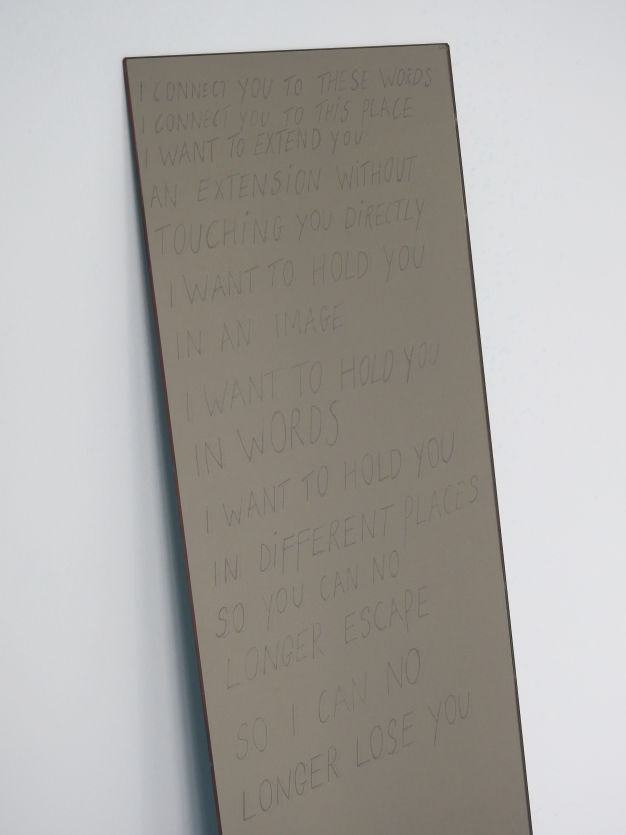 I CONNECT YOU TO THESE WORDS
I CONNECT YOU TO THIS PLACE
I WANT TO EXTEND YOU
AN EXTENSION WITHOUT
TOUCHING YOU DIRECTLY
I WANT TO HOLD YOU
IN AN IMAGE
I WANT TO HOLD YOU
IN WORDS
I WANT TO HOLD YOU
IN DIFFERENT PLACES
SO YOU CAN NO
LONGER ESCAPE
SO I CAN NO
LONGER LOSE YOU